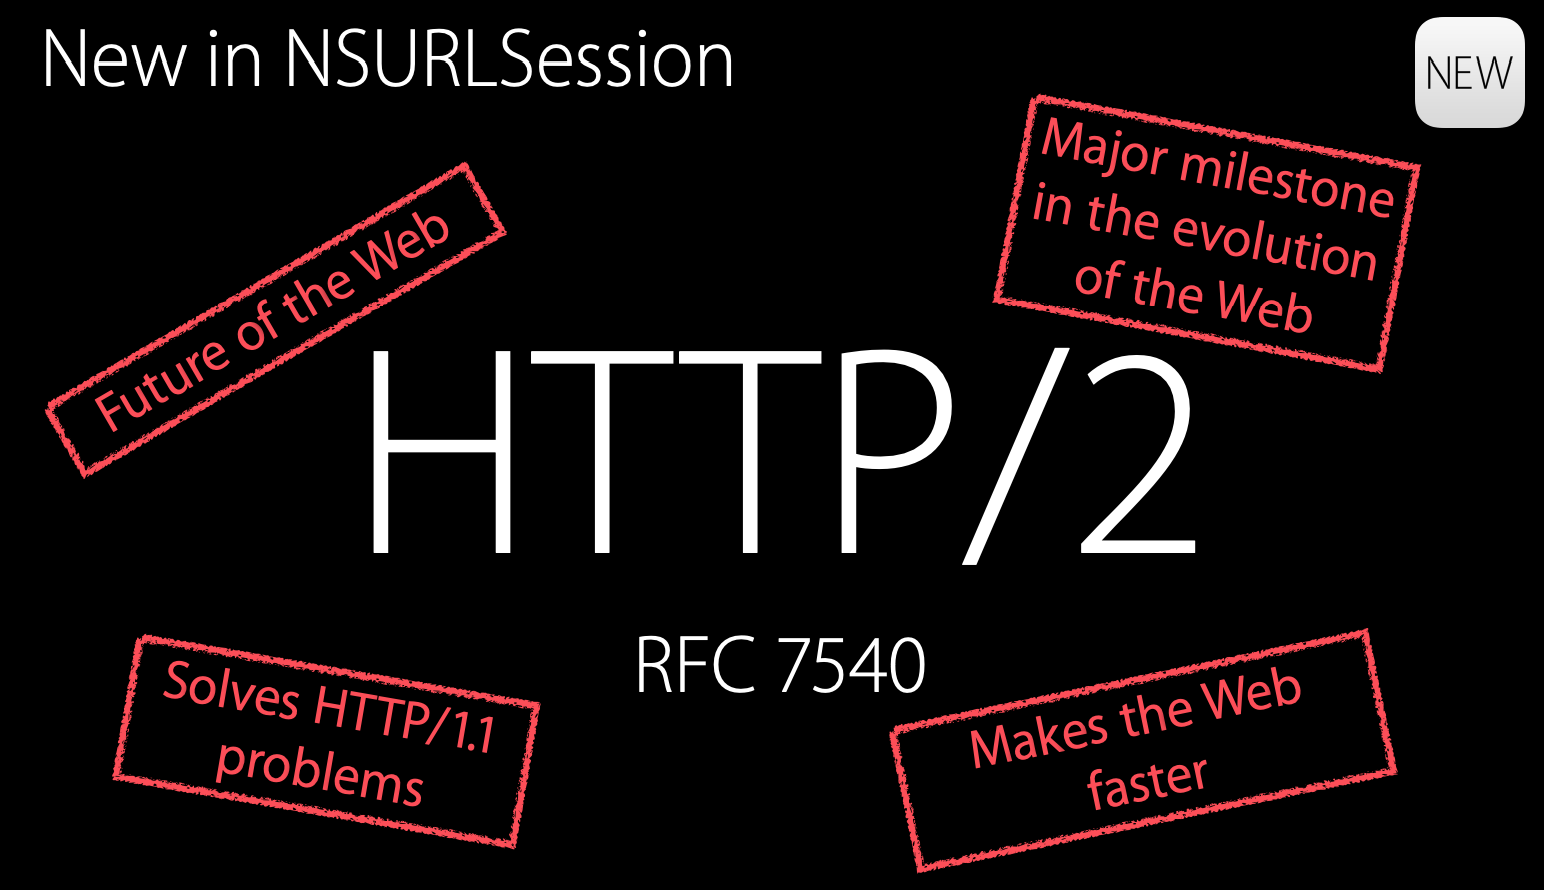 New in NSURLSession
NEW
Future of the Web
Major milestone
in the evolution
of the Web
HTTP/2
RFC 7540
Solves HTTP/1.1
problems
Makes the Web
faster